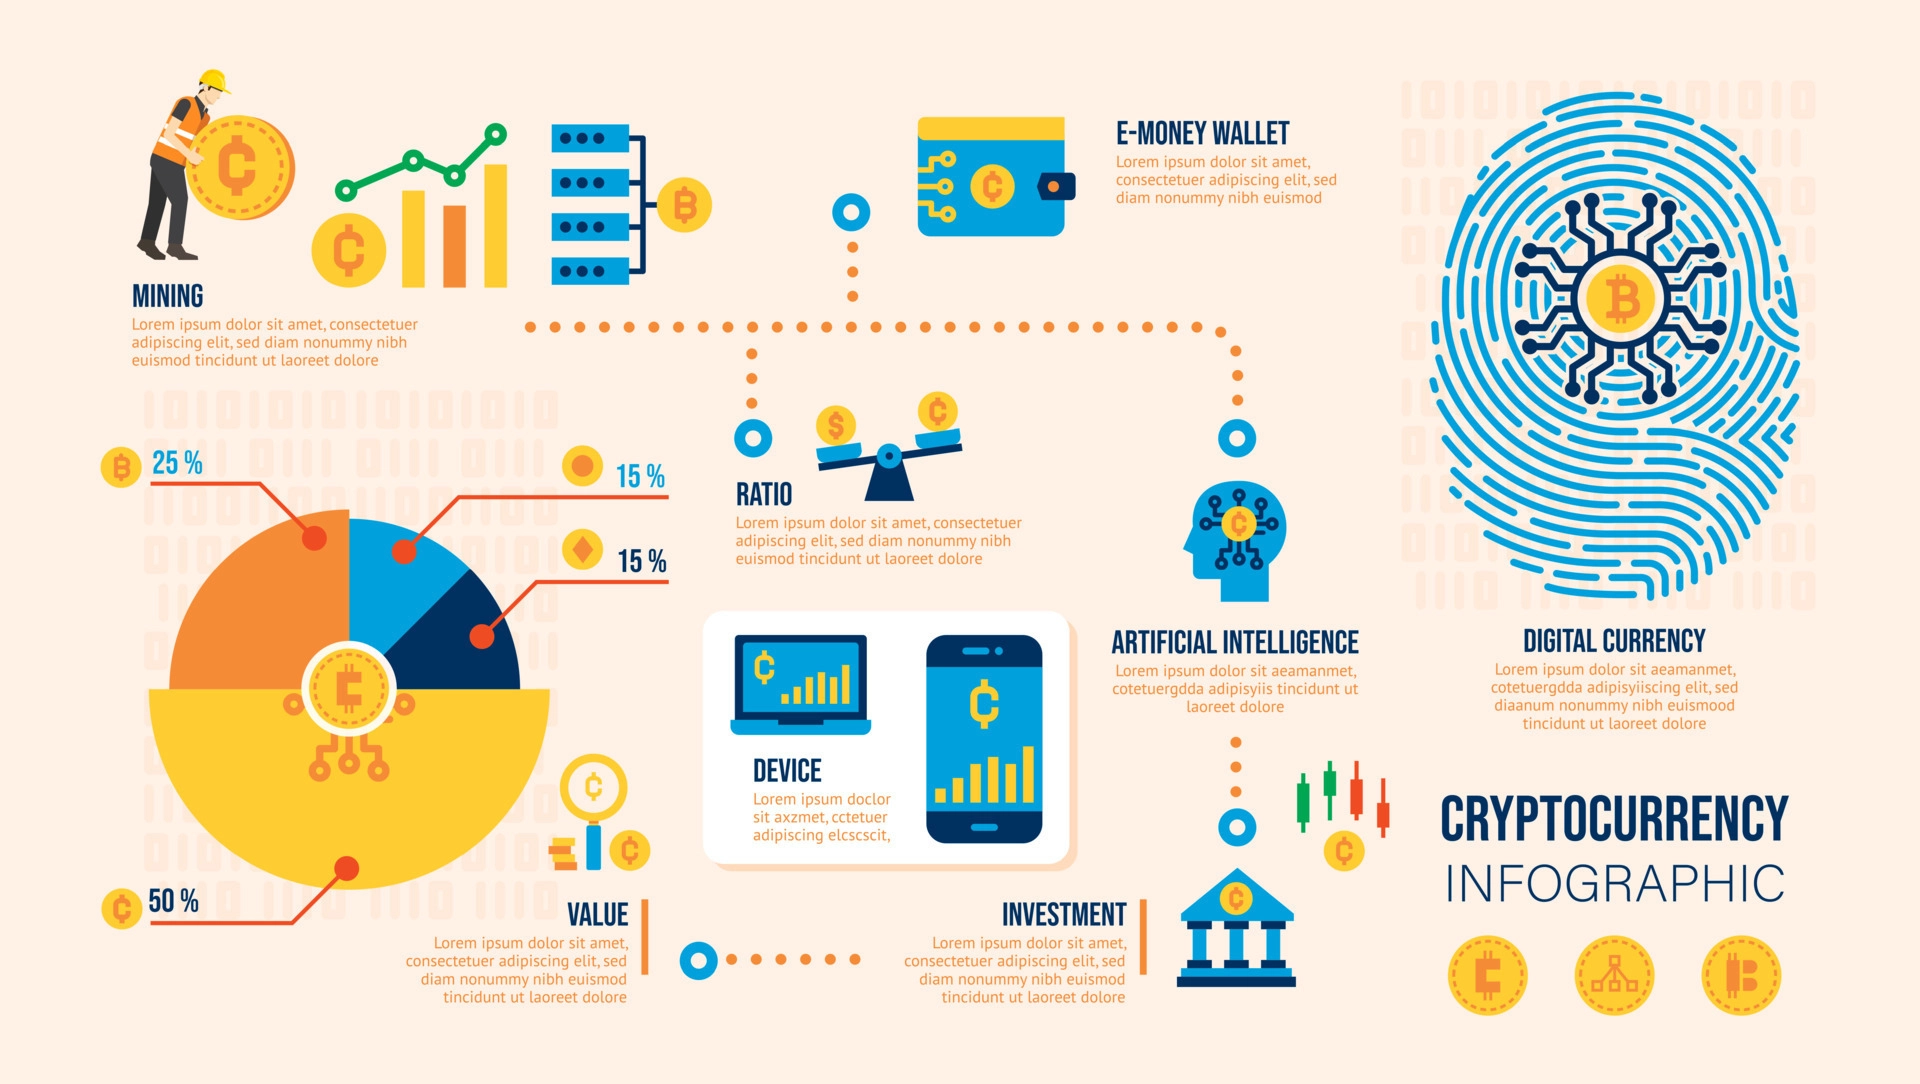 MINING
Lorem ipsum dolor sit amet, consectetuer
adipiscing elit, sed diam nonummy nibh
euismod tincidunt ut laoreet dolore
E-MONEY WALLET
Lorem ipsum dolor sit amet,
consectetuer adipiscing elit, sed
diam nonummy nibh euismod
25 %
15 %
15 %
50 %
RATIO
Lorem ipsum dolor sit amet, consectetuer
adipiscing elit, sed diam nonummy nibh
euismod tincidunt ut laoreet dolore
DEVICE
Lorem ipsum doclor
sit axzmet, cctetuer
adipiscing elcscscit,
ARTIFICIAL INTELLIGENCE
Lorem ipsum dolor sit aeamanmet,
cotetuergdda adipisyiis tincidunt ut
laoreet dolore
DIGITAL CURRENCY
Lorem ipsum dolor sit aeamanmet,
cotetuergdda adipisyiiscing elit, sed
diaanum nonummy nibh euismood
tincidunt ut laoreet dolore
VALUE
Lorem ipsum dolor sit amet,
consectetuer adipiscing elit, sed
diam nonummy nibh euismod
tincidunt ut laoreet dolore
INVESTMENT
Lorem ipsum dolor sit amet,
consectetuer adipiscing elit, sed
diam nonummy nibh euismod
tincidunt ut laoreet dolore
CRYPTOCURRENCY
INFOGRAPHIC